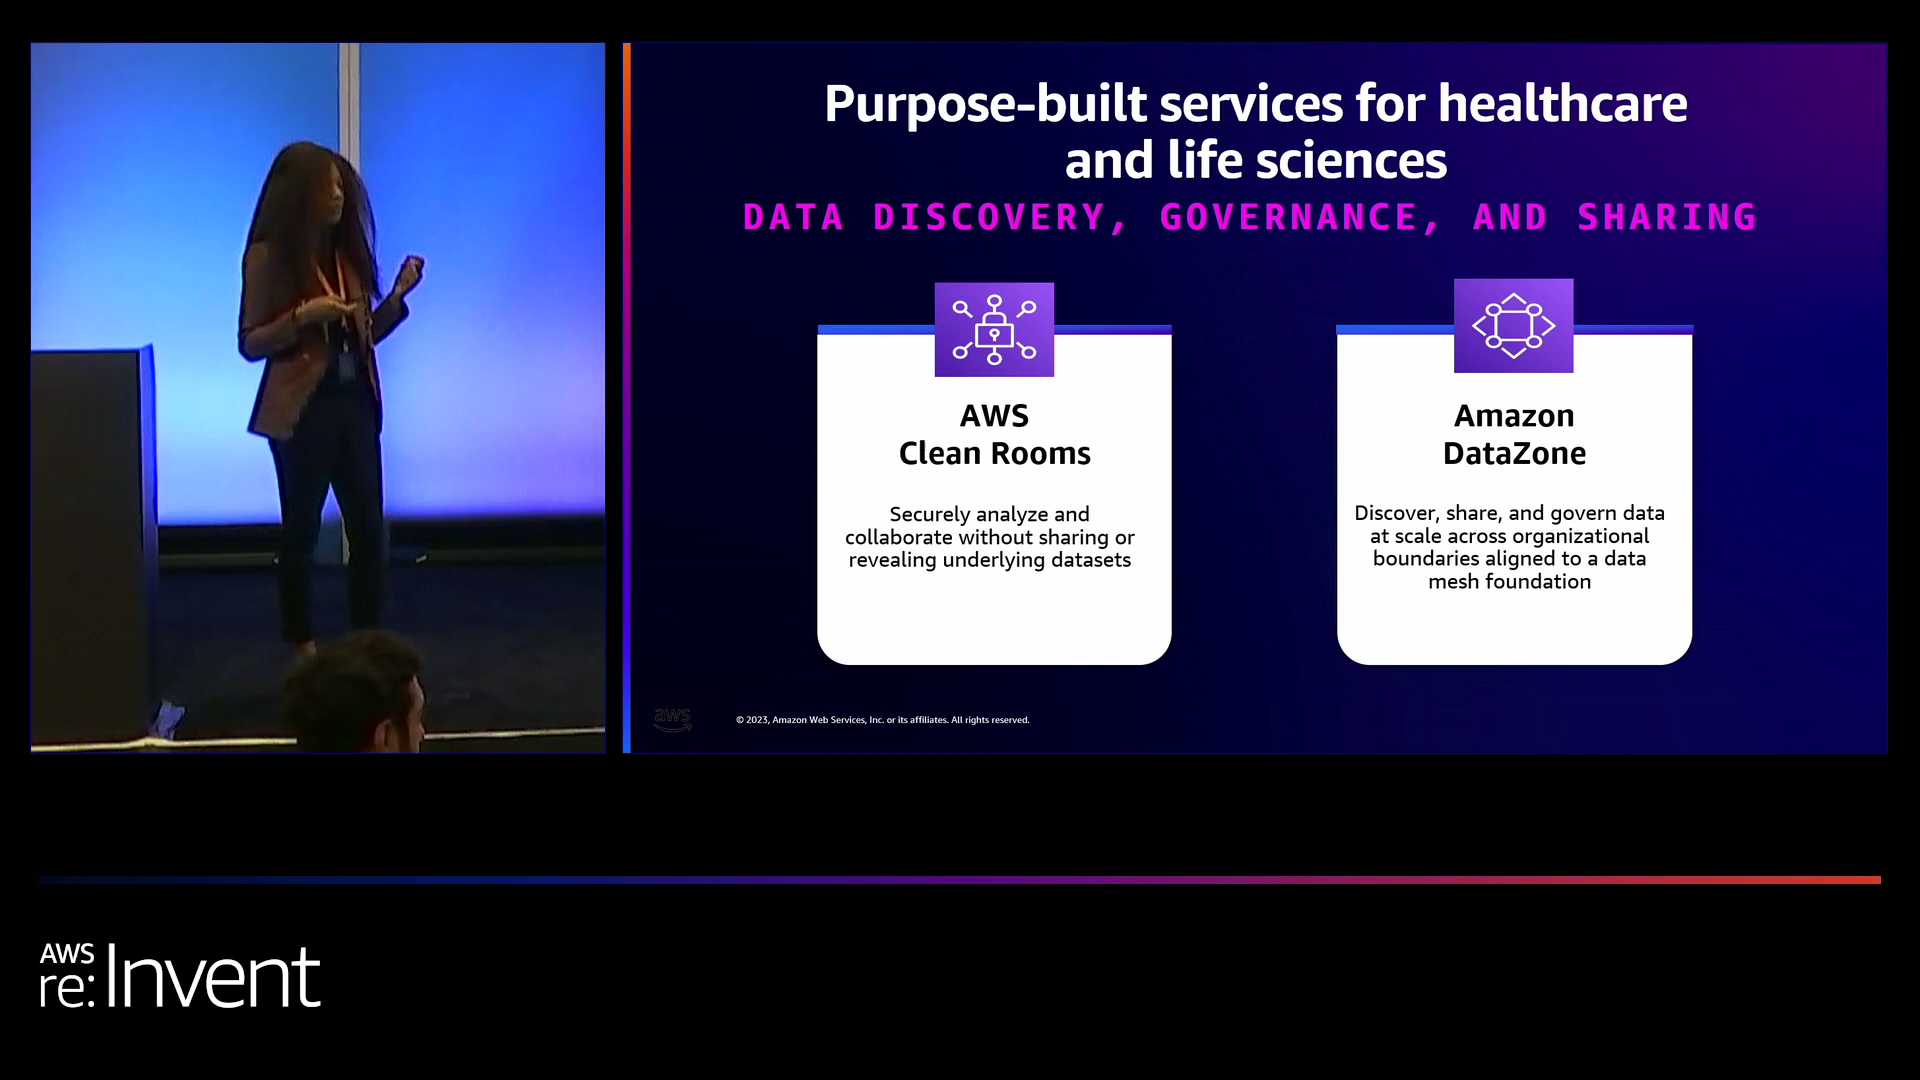 Purpose-built services for healthcare
and life sciences
DATA DISCOVERY, GOVERNANCE, AND SHARING
AWS
Clean Rooms
Securely analyze and
collaborate without sharing or
revealing underlying datasets
Amazon
DataZone
Discover, share, and govern data
at scale across organizational
boundaries aligned to a data
mesh foundation
aws
© 2023, Amazon Web Services, Inc. or its affiliates. All rights reserved.
AWS
re:Invent